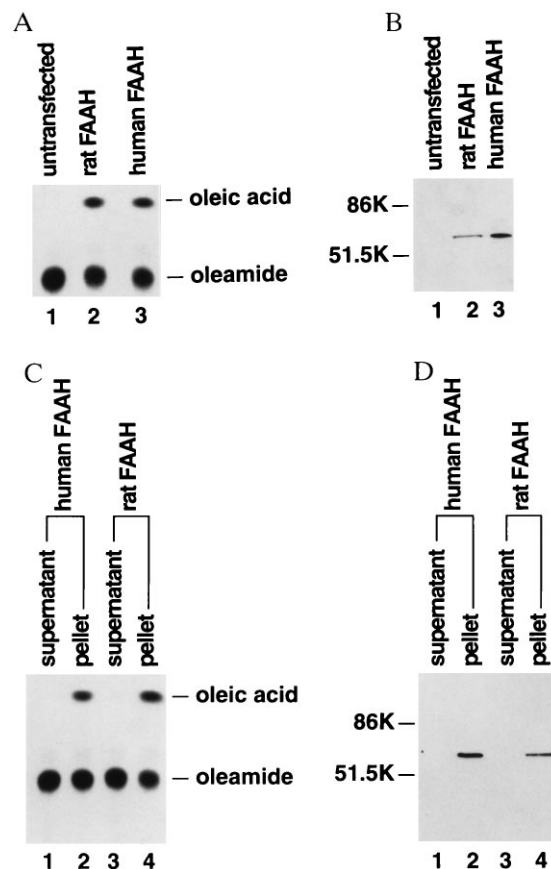 A
untransfected
rat FAAH
human FAAH
oleic acid
oleamide
1 2 3
B
untransfected
rat FAAH
human FAAH
86K
51.5K
1 2 3
C
human FAAH
rat FAAH
supernatant
pellet
supernatant
pellet
oleic acid
oleamide
1 2 3 4
D
human FAAH
rat FAAH
supernatant
pellet
supernatant
pellet
86K
51.5K
1 2 3 4